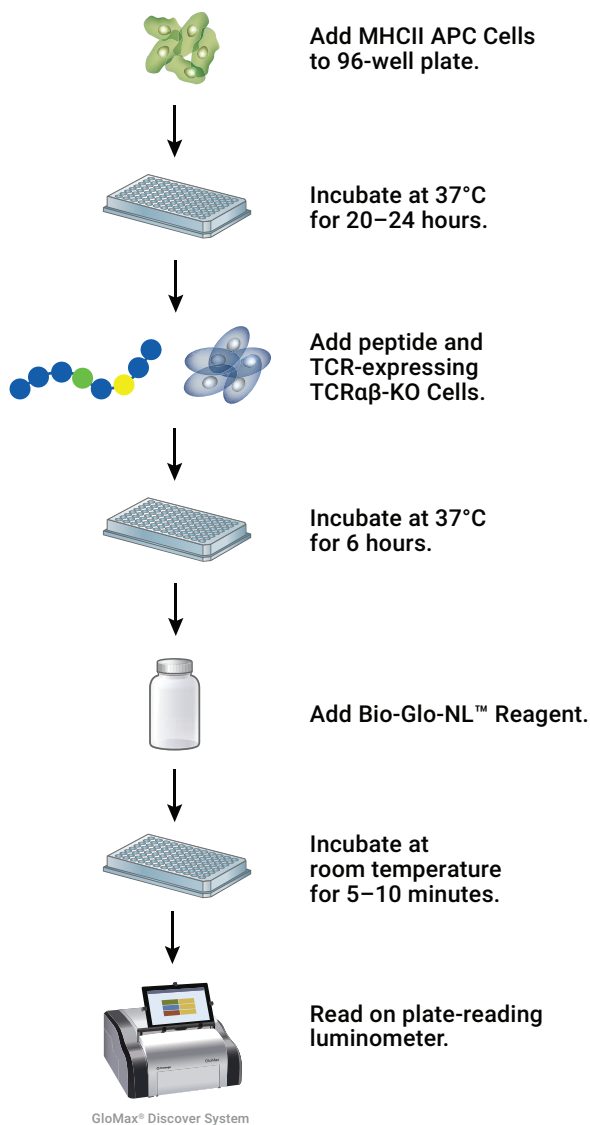 Add MHCII APC Cells
to 96-well plate.
Incubate at 37°C
for 20–24 hours.
Add peptide and
TCR-expressing
TCRαβ-KO Cells.
Incubate at 37°C
for 6 hours.
Add Bio-Glo-NL™ Reagent.
Incubate at
room temperature
for 5–10 minutes.
Read on plate-reading
luminometer.
GloMax® Discover System